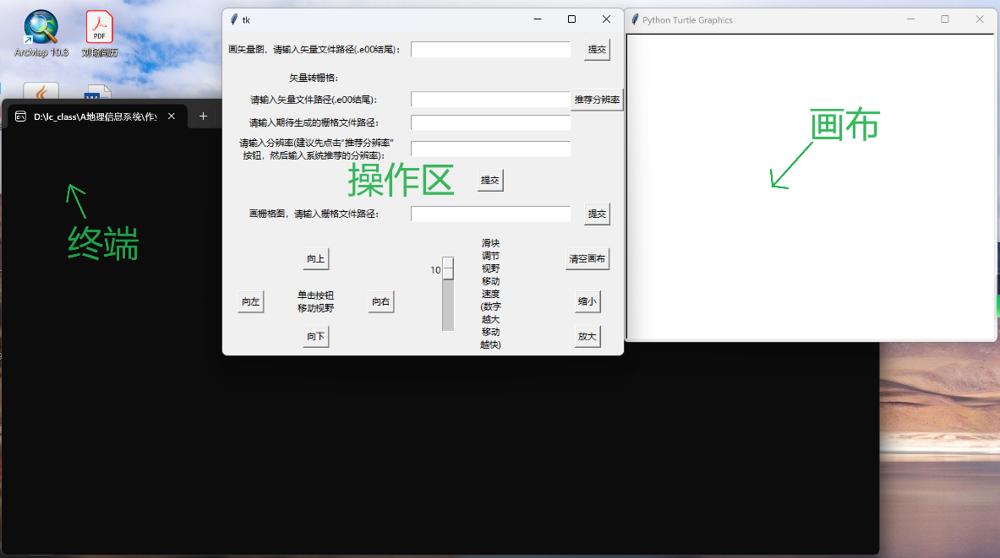 ArcMap 10.8
PDF
刘杨简历
D:\lc_class\A地理信息系统\作
tk
画矢量图，请输入矢量文件路径(.e00结尾)：
提交
矢量转栅格：
请输入矢量文件路径(.e00结尾)：
推荐分辨率
请输入期待生成的栅格文件路径：
请输入分辨率(建议先点击“推荐分辨率”
按钮，然后输入系统推荐的分辨率)：
提交
画栅格图，请输入栅格文件路径：
提交
向上
向左
单击按钮
移动视野
向右
向下
10
滑块
调节
视野
移动
速度
(数字
越大
移动
越快)
清空画布
缩小
放大
Python Turtle Graphics
终端
操作区
画布